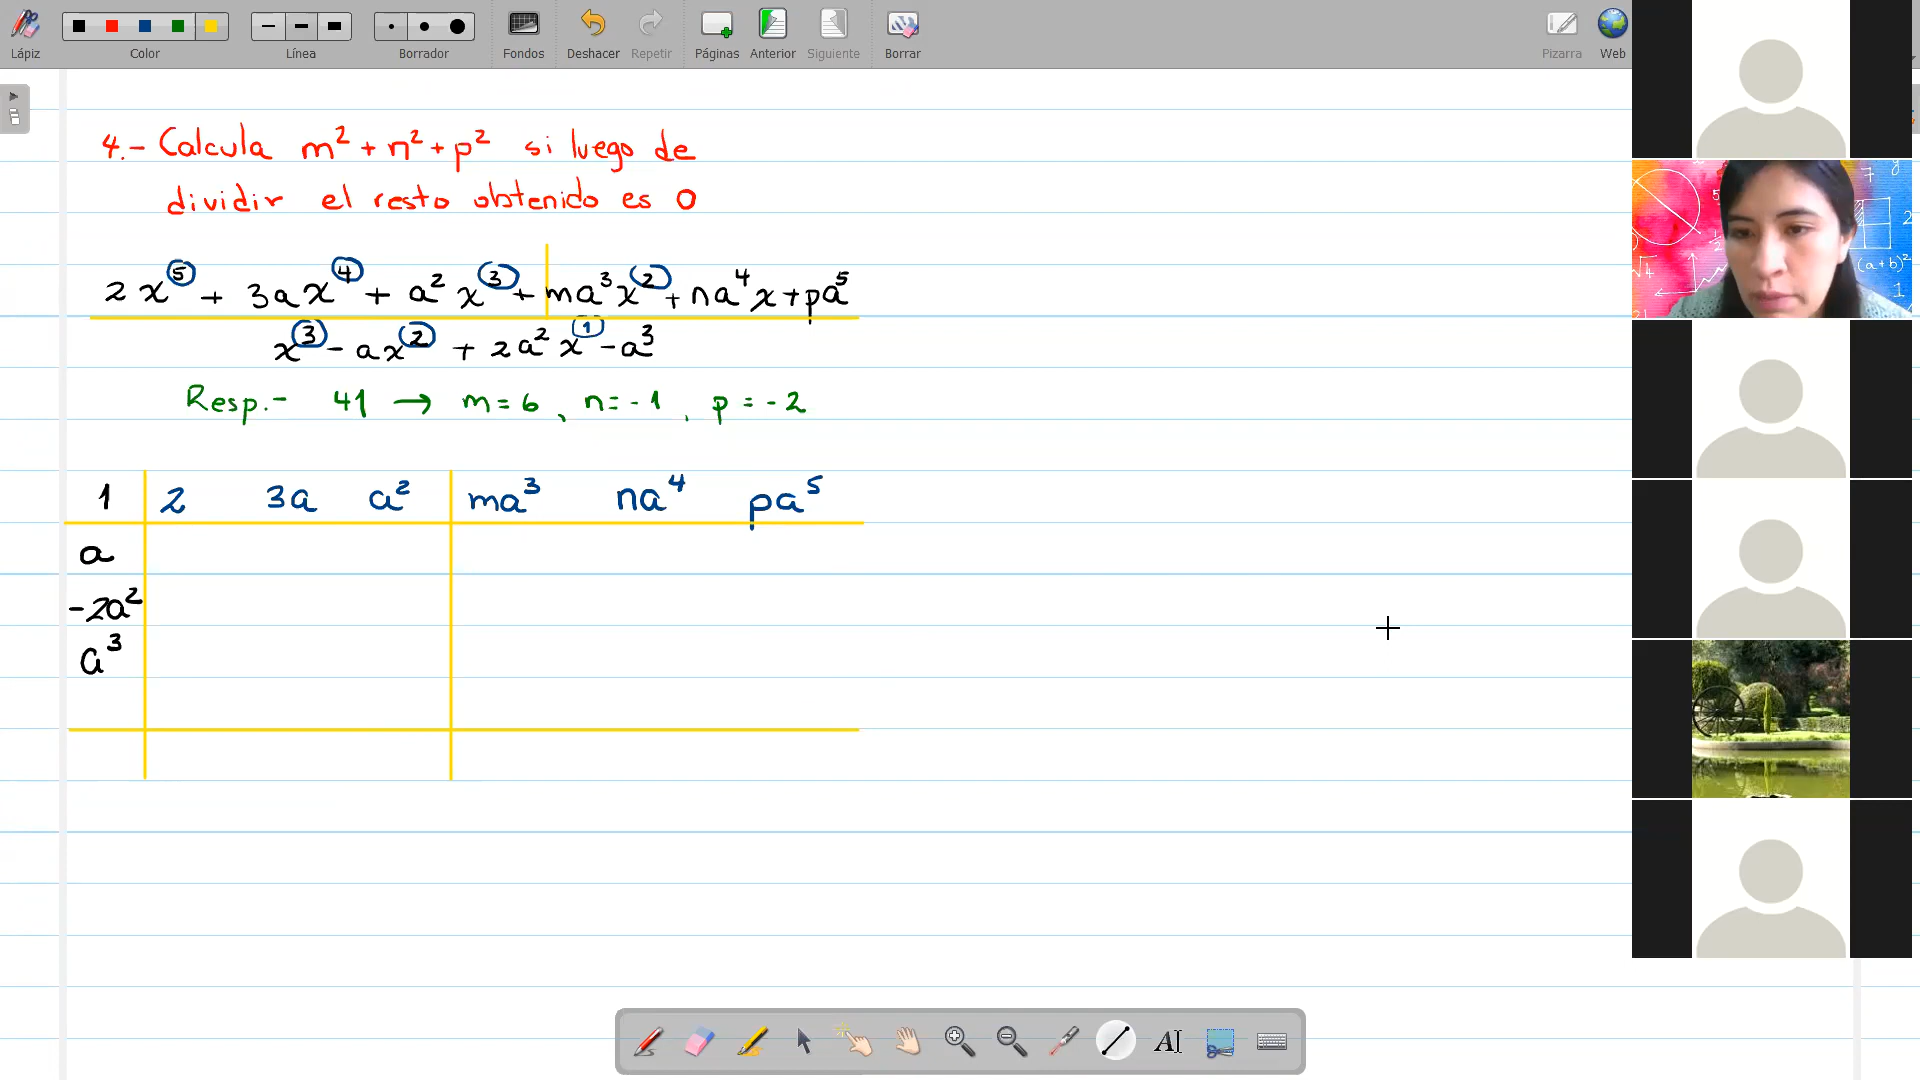 Lápiz Color Línea Borrador Fondos Deshacer Repetir Páginas Anterior Siguiente Borrar Pizarra Web
4.- Calcula m² + n² + p² si luego de
dividir el resto obtenido es 0
2x⁵ + 3ax⁴ + a²x³ + ma³x² + na⁴x + pa⁵
x³ - ax² + 2a²x¹ - a³
Resp.- 41 → m = 6 , n = -1 , p = -2
1 2 3a a² ma³ na⁴ pa⁵
a
-2a²
a³